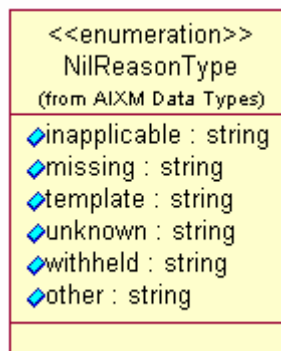 <<enumeration>>
NilReasonType
(from AIXM Data Types)
inapplicable : string
missing : string
template : string
unknown : string
withheld : string
other : string